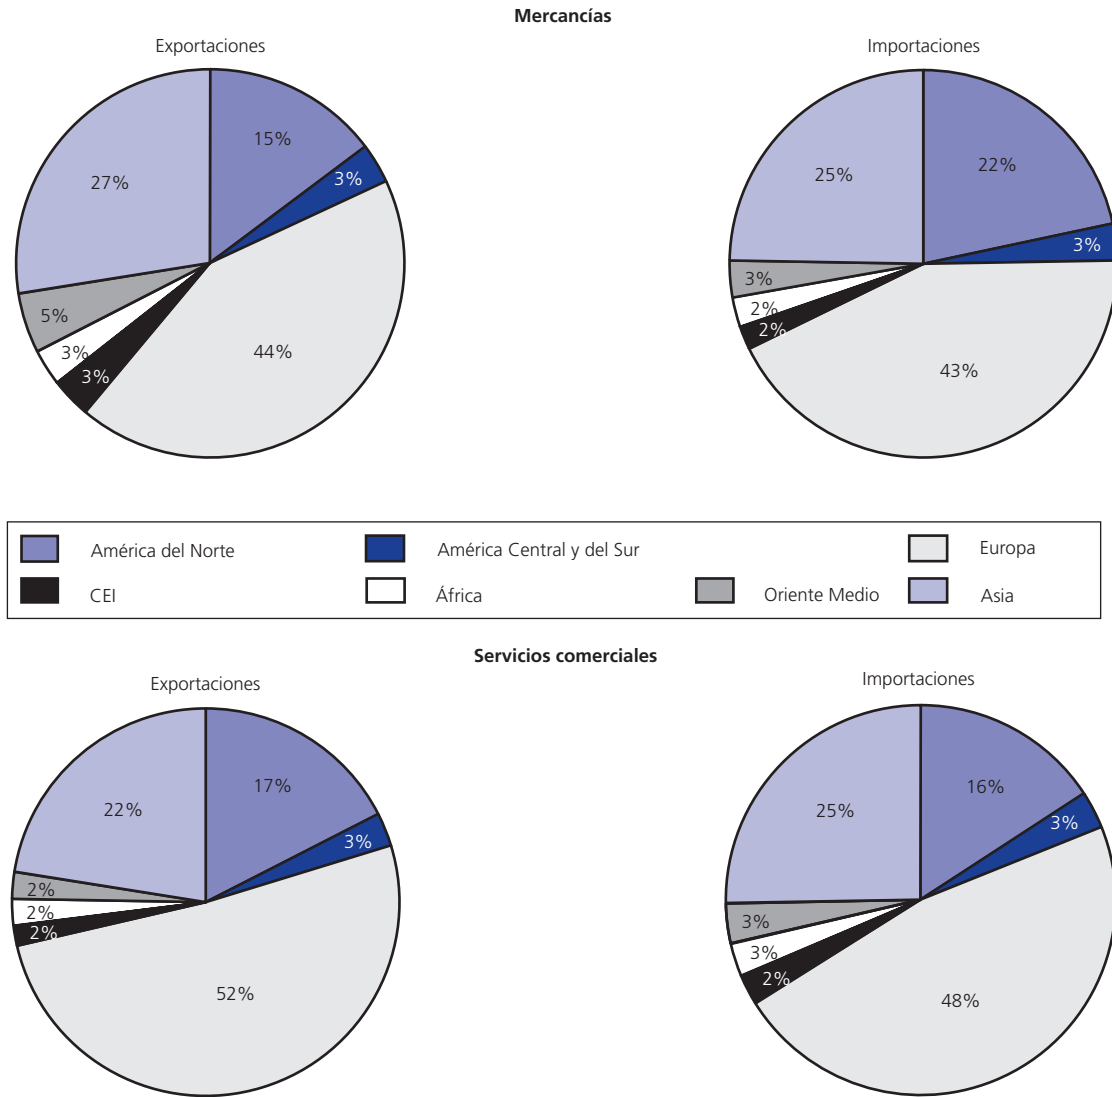 Mercancías
Exportaciones
15%
3%
44%
3%
3%
5%
27%
Importaciones
22%
3%
43%
2%
2%
3%
25%
América del Norte
América Central y del Sur
Europa
CEI
África
Oriente Medio
Asia
Servicios comerciales
Exportaciones
17%
3%
52%
2%
2%
2%
22%
Importaciones
16%
3%
48%
2%
3%
3%
25%